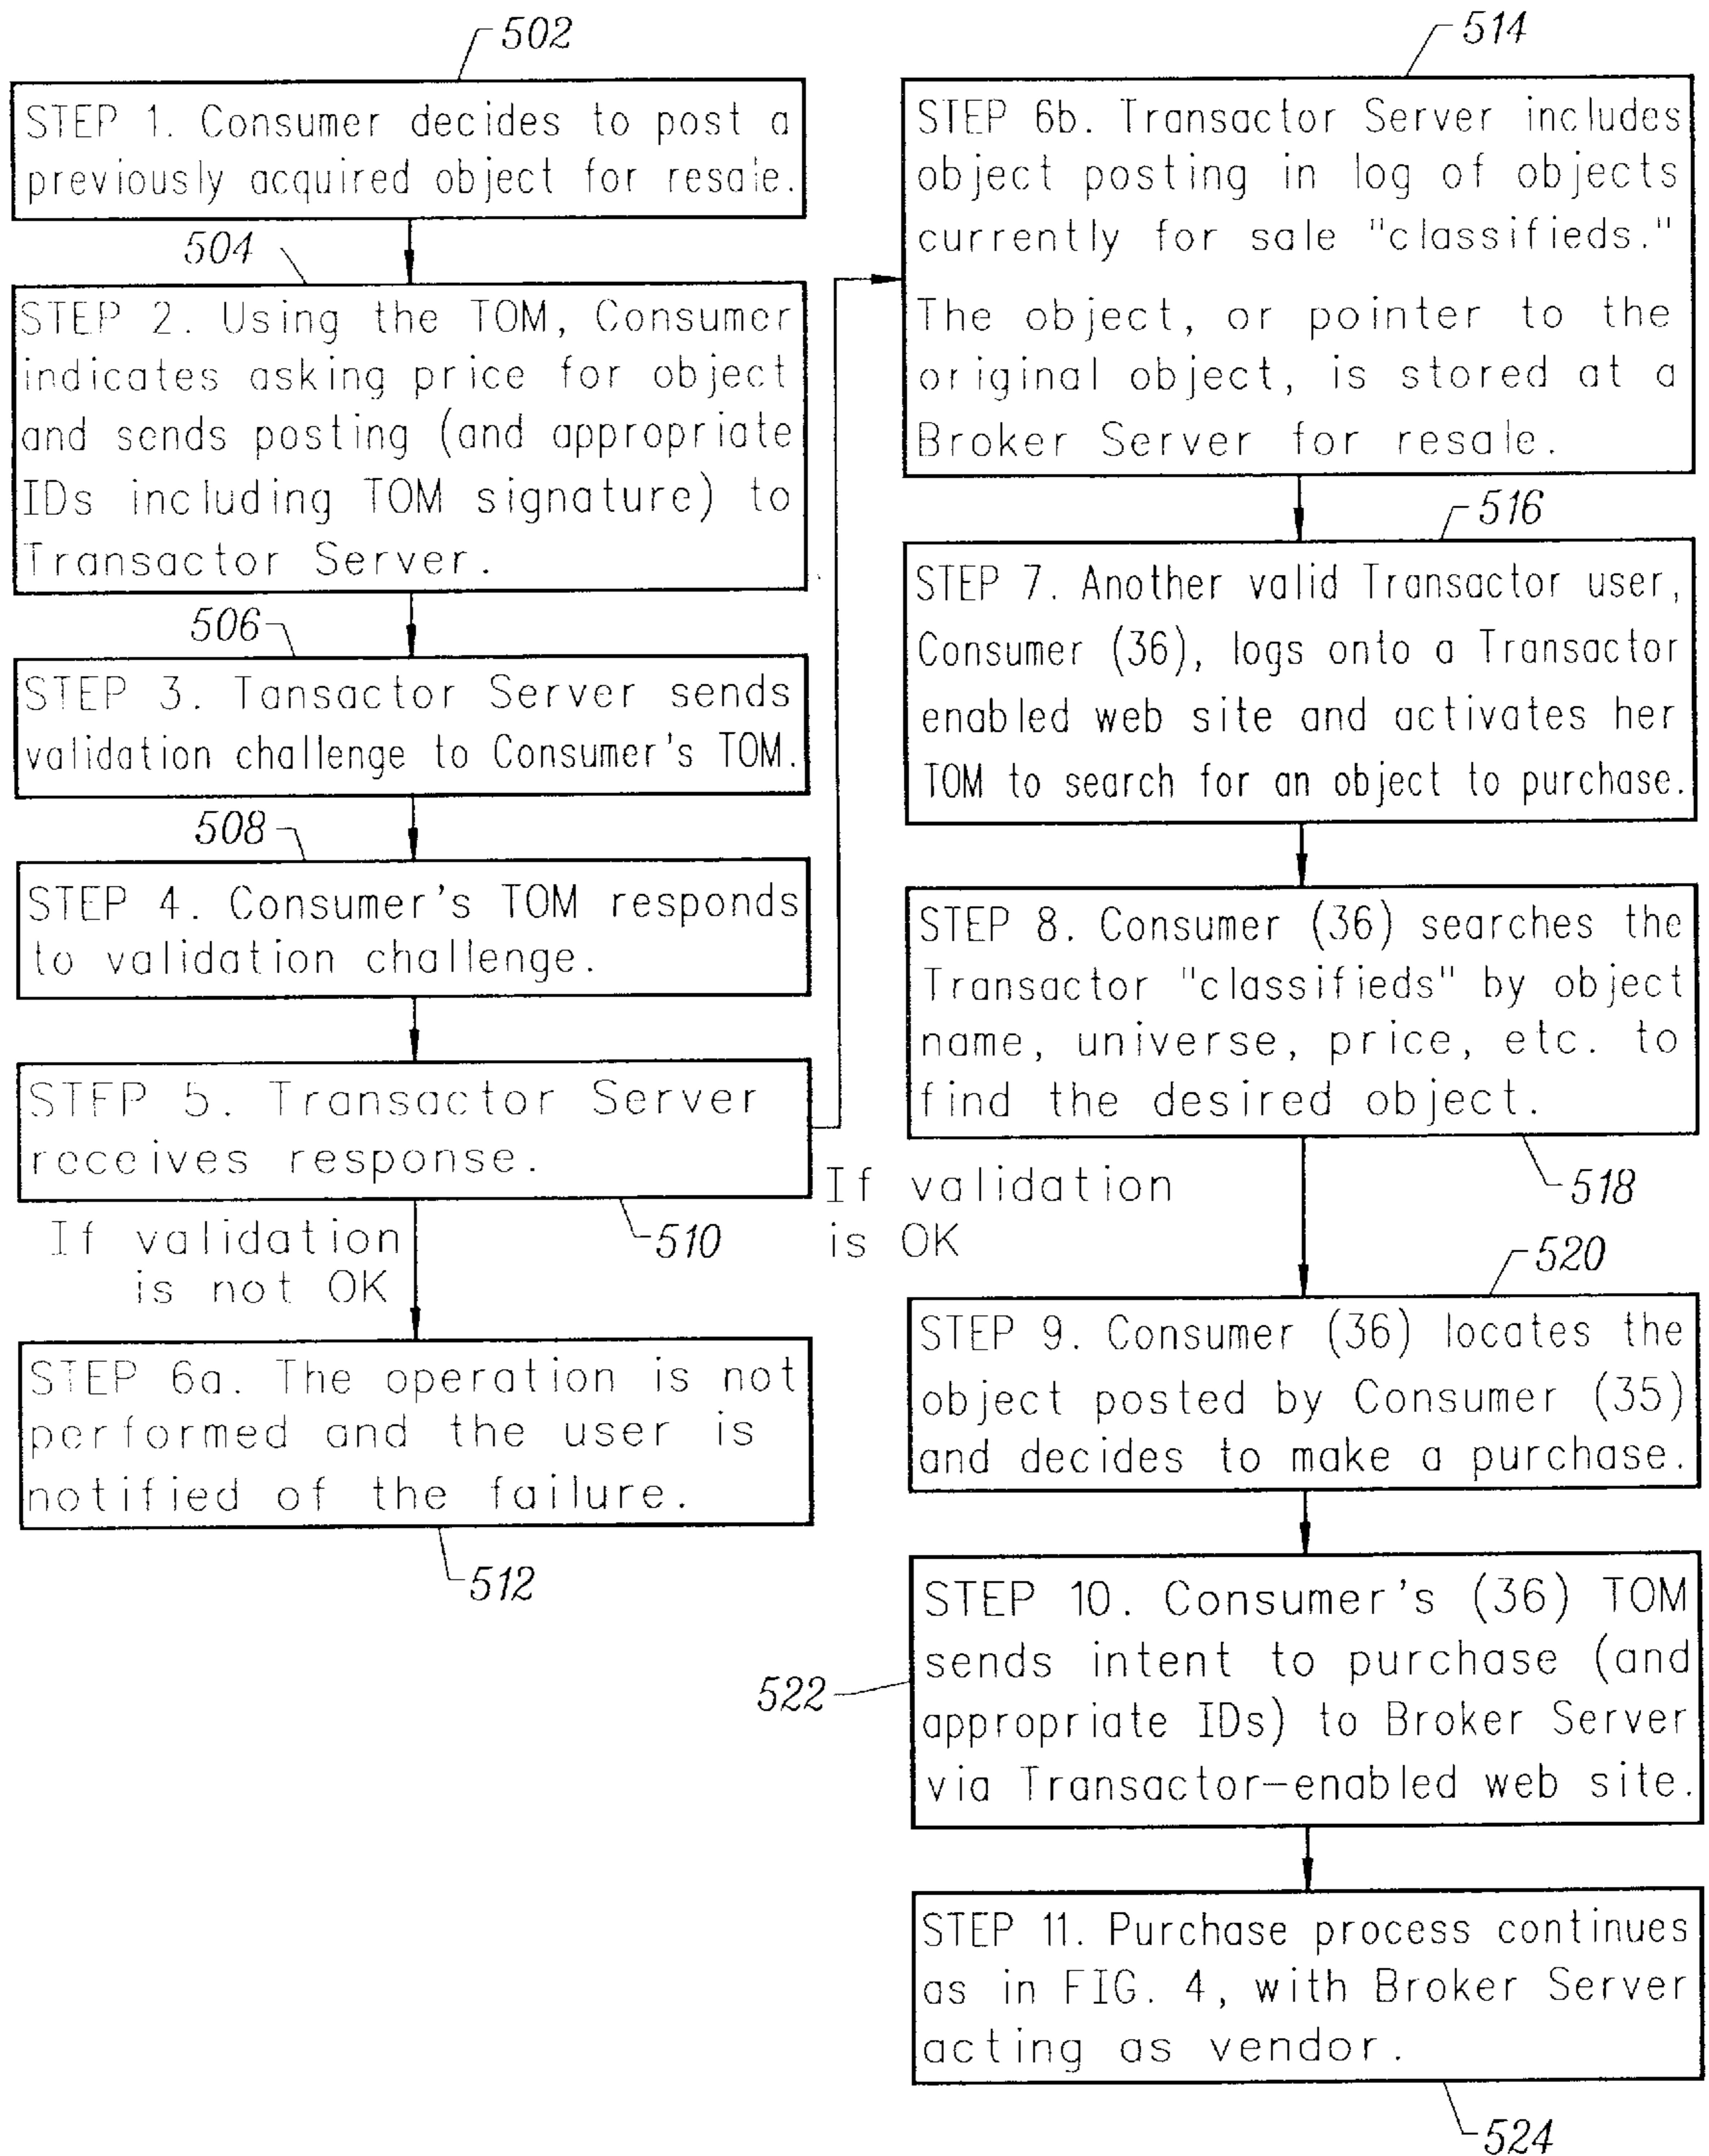 502
STEP 1. Consumer decides to post a
previously acquired object for resale.
504
STEP 2. Using the TOM, Consumer
indicates asking price for object
and sends posting (and appropriate
IDs including TOM signature) to
Transactor Server.
506
STEP 3. Tansactor Server sends
validation challenge to Consumer's TOM.
508
STEP 4. Consumer's TOM responds
to validation challenge.
STEP 5. Transactor Server
receives response.
510
If validation
is not OK
If validation
is OK
STEP 6a. The operation is not
performed and the user is
notified of the failure.
512
514
STEP 6b. Transactor Server includes
object posting in log of objects
currently for sale "classifieds."
The object, or pointer to the
original object, is stored at a
Broker Server for resale.
516
STEP 7. Another valid Transactor user,
Consumer (36), logs onto a Transactor
enabled web site and activates her
TOM to search for an object to purchase.
STEP 8. Consumer (36) searches the
Transactor "classifieds" by object
name, universe, price, etc. to
find the desired object.
518
520
STEP 9. Consumer (36) locates the
object posted by Consumer (35)
and decides to make a purchase.
STEP 10. Consumer's (36) TOM
sends intent to purchase (and
appropriate IDs) to Broker Server
via Transactor-enabled web site.
522
STEP 11. Purchase process continues
as in FIG. 4, with Broker Server
acting as vendor.
524